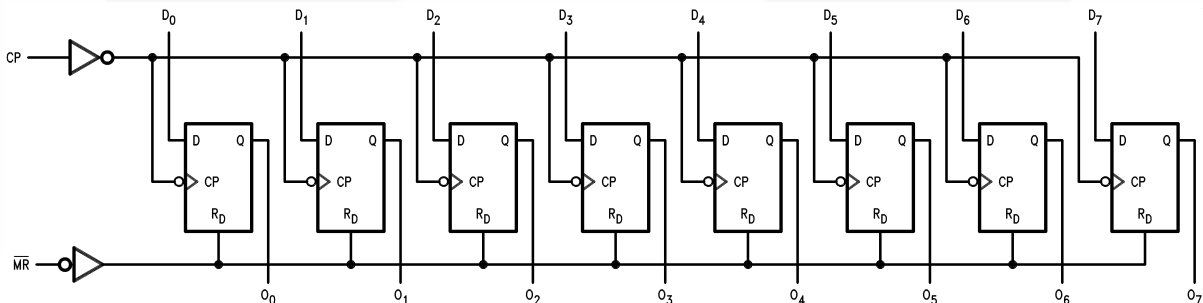 D0 D1 D2 D3 D4 D5 D6 D7
CP
D Q D Q D Q D Q D Q D Q D Q D Q
CP CP CP CP CP CP CP CP
RD RD RD RD RD RD RD RD
MR
O0 O1 O2 O3 O4 O5 O6 O7